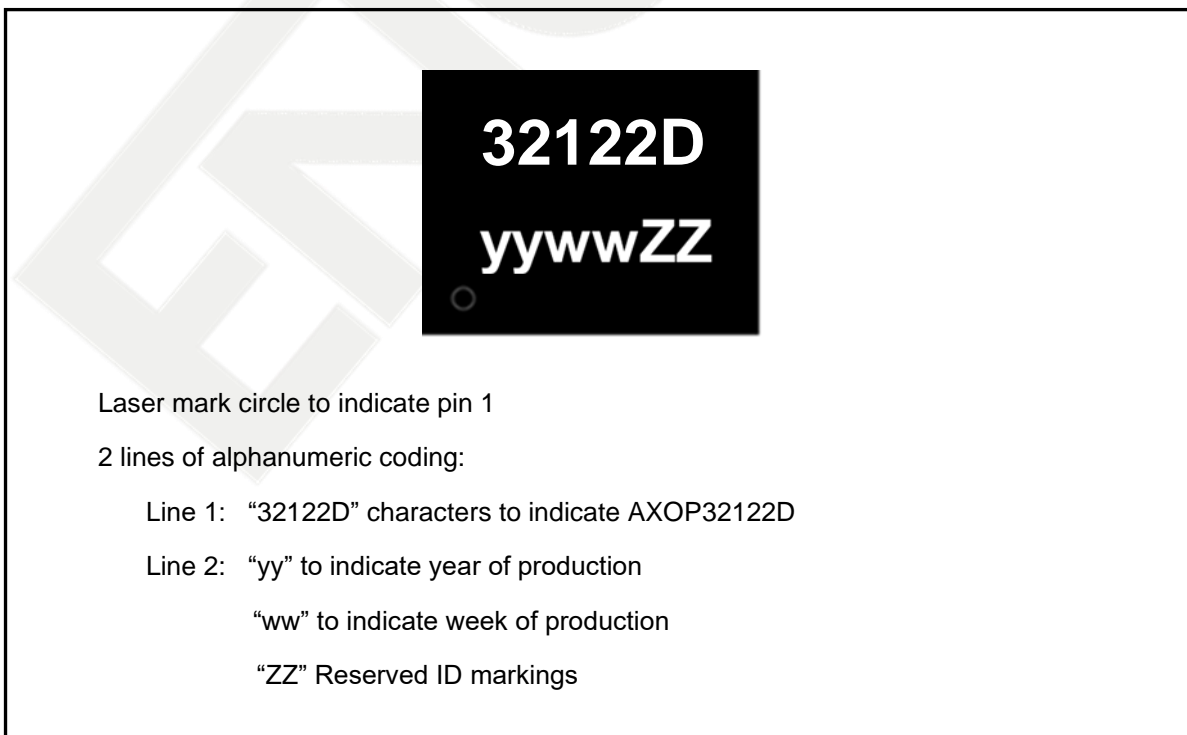 32122D
yywwZZ
Laser mark circle to indicate pin 1
2 lines of alphanumeric coding:
Line 1: “32122D” characters to indicate AXOP32122D
Line 2: “yy” to indicate year of production
“ww” to indicate week of production
“ZZ” Reserved ID markings